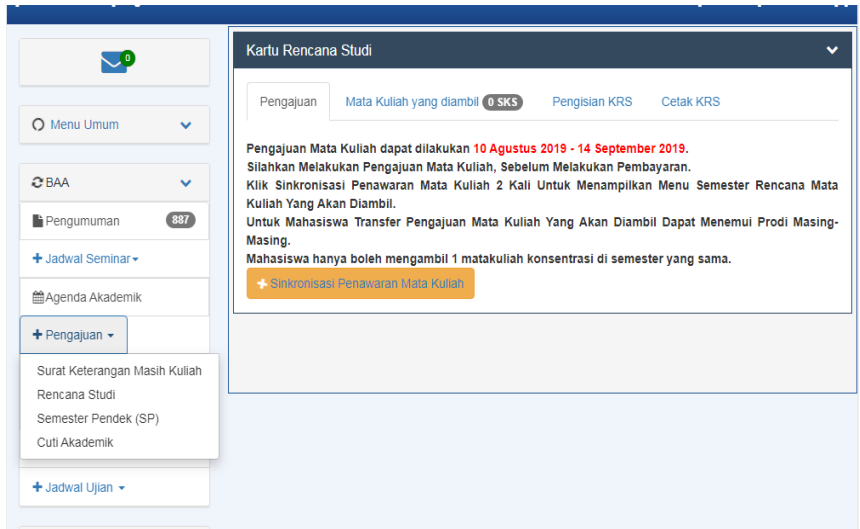 0
Menu Umum
BAA
Pengumuman 887
Jadwal Seminar
Agenda Akademik
Pengajuan
Surat Keterangan Masih Kuliah
Rencana Studi
Semester Pendek (SP)
Cuti Akademik
Jadwal Ujian
Kartu Rencana Studi
Pengajuan Mata Kuliah yang diambil 0 SKS Pengisian KRS Cetak KRS
Pengajuan Mata Kuliah dapat dilakukan 10 Agustus 2019 - 14 September 2019.
Silahkan Melakukan Pengajuan Mata Kuliah, Sebelum Melakukan Pembayaran.
Klik Sinkronisasi Penawaran Mata Kuliah 2 Kali Untuk Menampilkan Menu Semester Rencana Mata
Kuliah Yang Akan Diambil.
Untuk Mahasiswa Transfer Pengajuan Mata Kuliah Yang Akan Diambil Dapat Menemui Prodi Masing-
Masing.
Mahasiswa hanya boleh mengambil 1 matakuliah konsentrasi di semester yang sama.
Sinkronisasi Penawaran Mata Kuliah